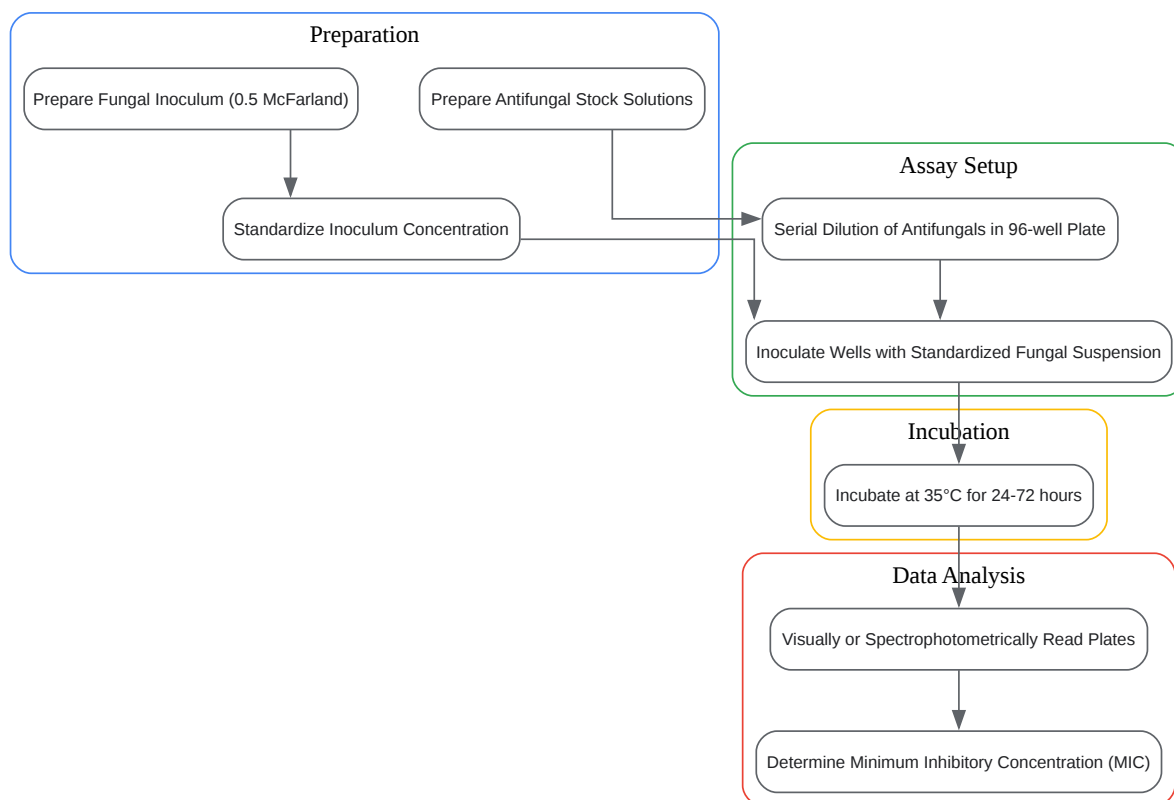 Preparation
Prepare Fungal Inoculum (0.5 McFarland)
Prepare Antifungal Stock Solutions
Standardize Inoculum Concentration
Assay Setup
Serial Dilution of Antifungals in 96-well Plate
Inoculate Wells with Standardized Fungal Suspension
Incubation
Incubate at 35°C for 24-72 hours
Data Analysis
Visually or Spectrophotometrically Read Plates
Determine Minimum Inhibitory Concentration (MIC)